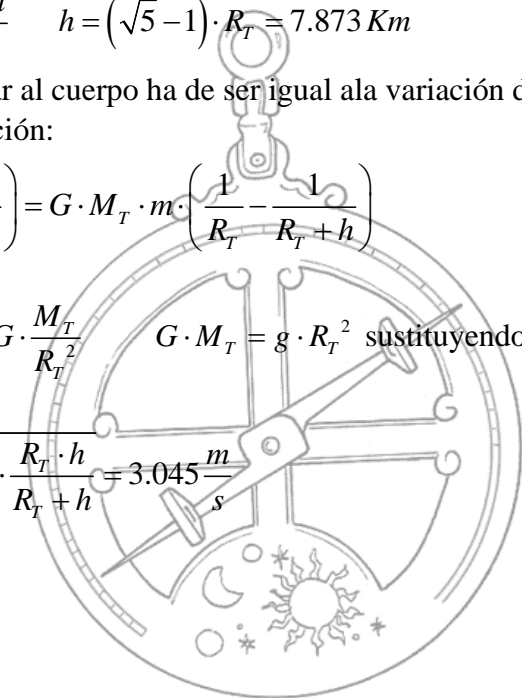 h = (√5 − 1) · R_T = 7.873 Km
ar al cuerpo ha de ser igual ala variación d
ción:
) = G · M_T · m · (1/R_T − 1/(R_T + h))
G · M_T/R_T² G · M_T = g · R_T² sustituyendo
· (R_T · h)/(R_T + h) = 3.045 m/s